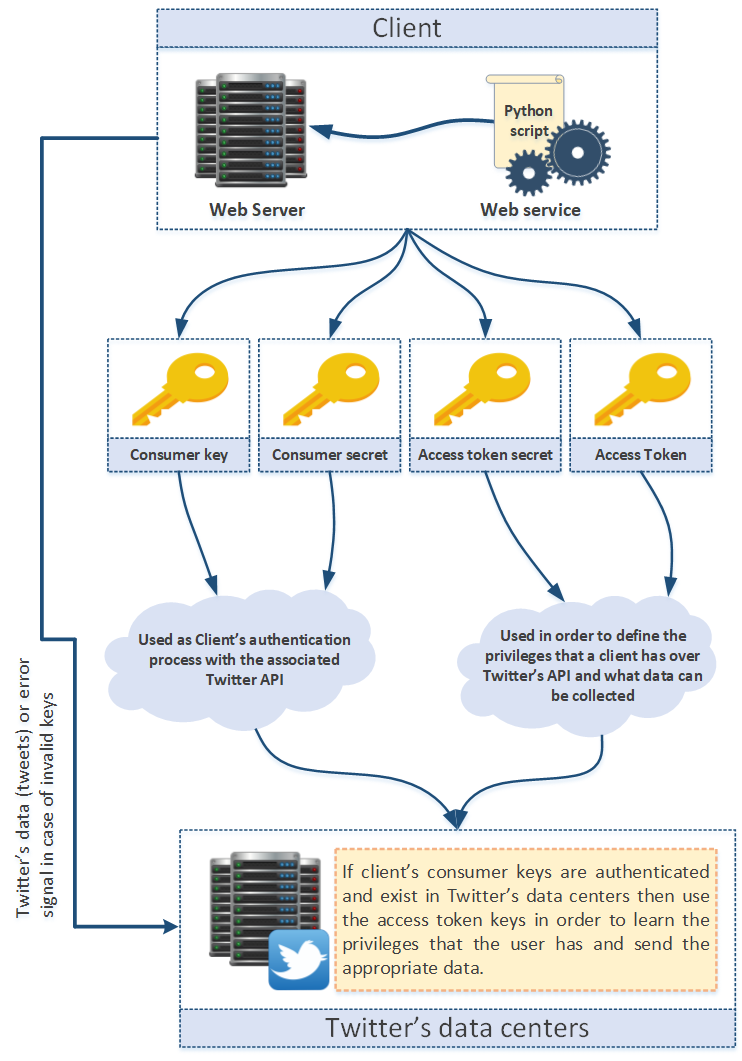 Client
Python
script
Web Server
Web service
Consumer key
Consumer secret
Access token secret
Access Token
Used as Client's authentication
process with the associated
Twitter API
Used in order to define the
privileges that a client has over
Twitter's API and what data can
be collected
Twitter's data (tweets) or error
signal in case of invalid keys
If client's consumer keys are authenticated
and exist in Twitter's data centers then use
the access token keys in order to learn the
privileges that the user has and send the
appropriate data.
Twitter's data centers